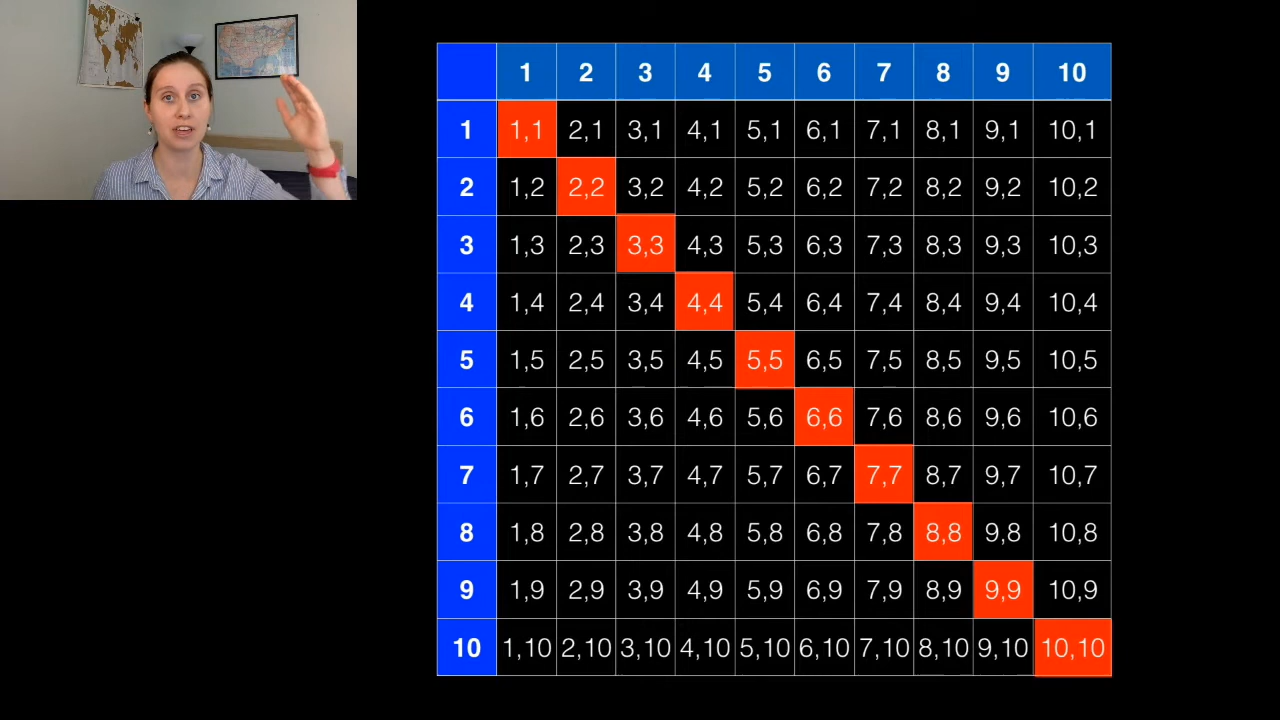 1 2 3 4 5 6 7 8 9 10
1 1,1 2,1 3,1 4,1 5,1 6,1 7,1 8,1 9,1 10,1
2 1,2 2,2 3,2 4,2 5,2 6,2 7,2 8,2 9,2 10,2
3 1,3 2,3 3,3 4,3 5,3 6,3 7,3 8,3 9,3 10,3
4 1,4 2,4 3,4 4,4 5,4 6,4 7,4 8,4 9,4 10,4
5 1,5 2,5 3,5 4,5 5,5 6,5 7,5 8,5 9,5 10,5
6 1,6 2,6 3,6 4,6 5,6 6,6 7,6 8,6 9,6 10,6
7 1,7 2,7 3,7 4,7 5,7 6,7 7,7 8,7 9,7 10,7
8 1,8 2,8 3,8 4,8 5,8 6,8 7,8 8,8 9,8 10,8
9 1,9 2,9 3,9 4,9 5,9 6,9 7,9 8,9 9,9 10,9
10 1,10 2,10 3,10 4,10 5,10 6,10 7,10 8,10 9,10 10,10